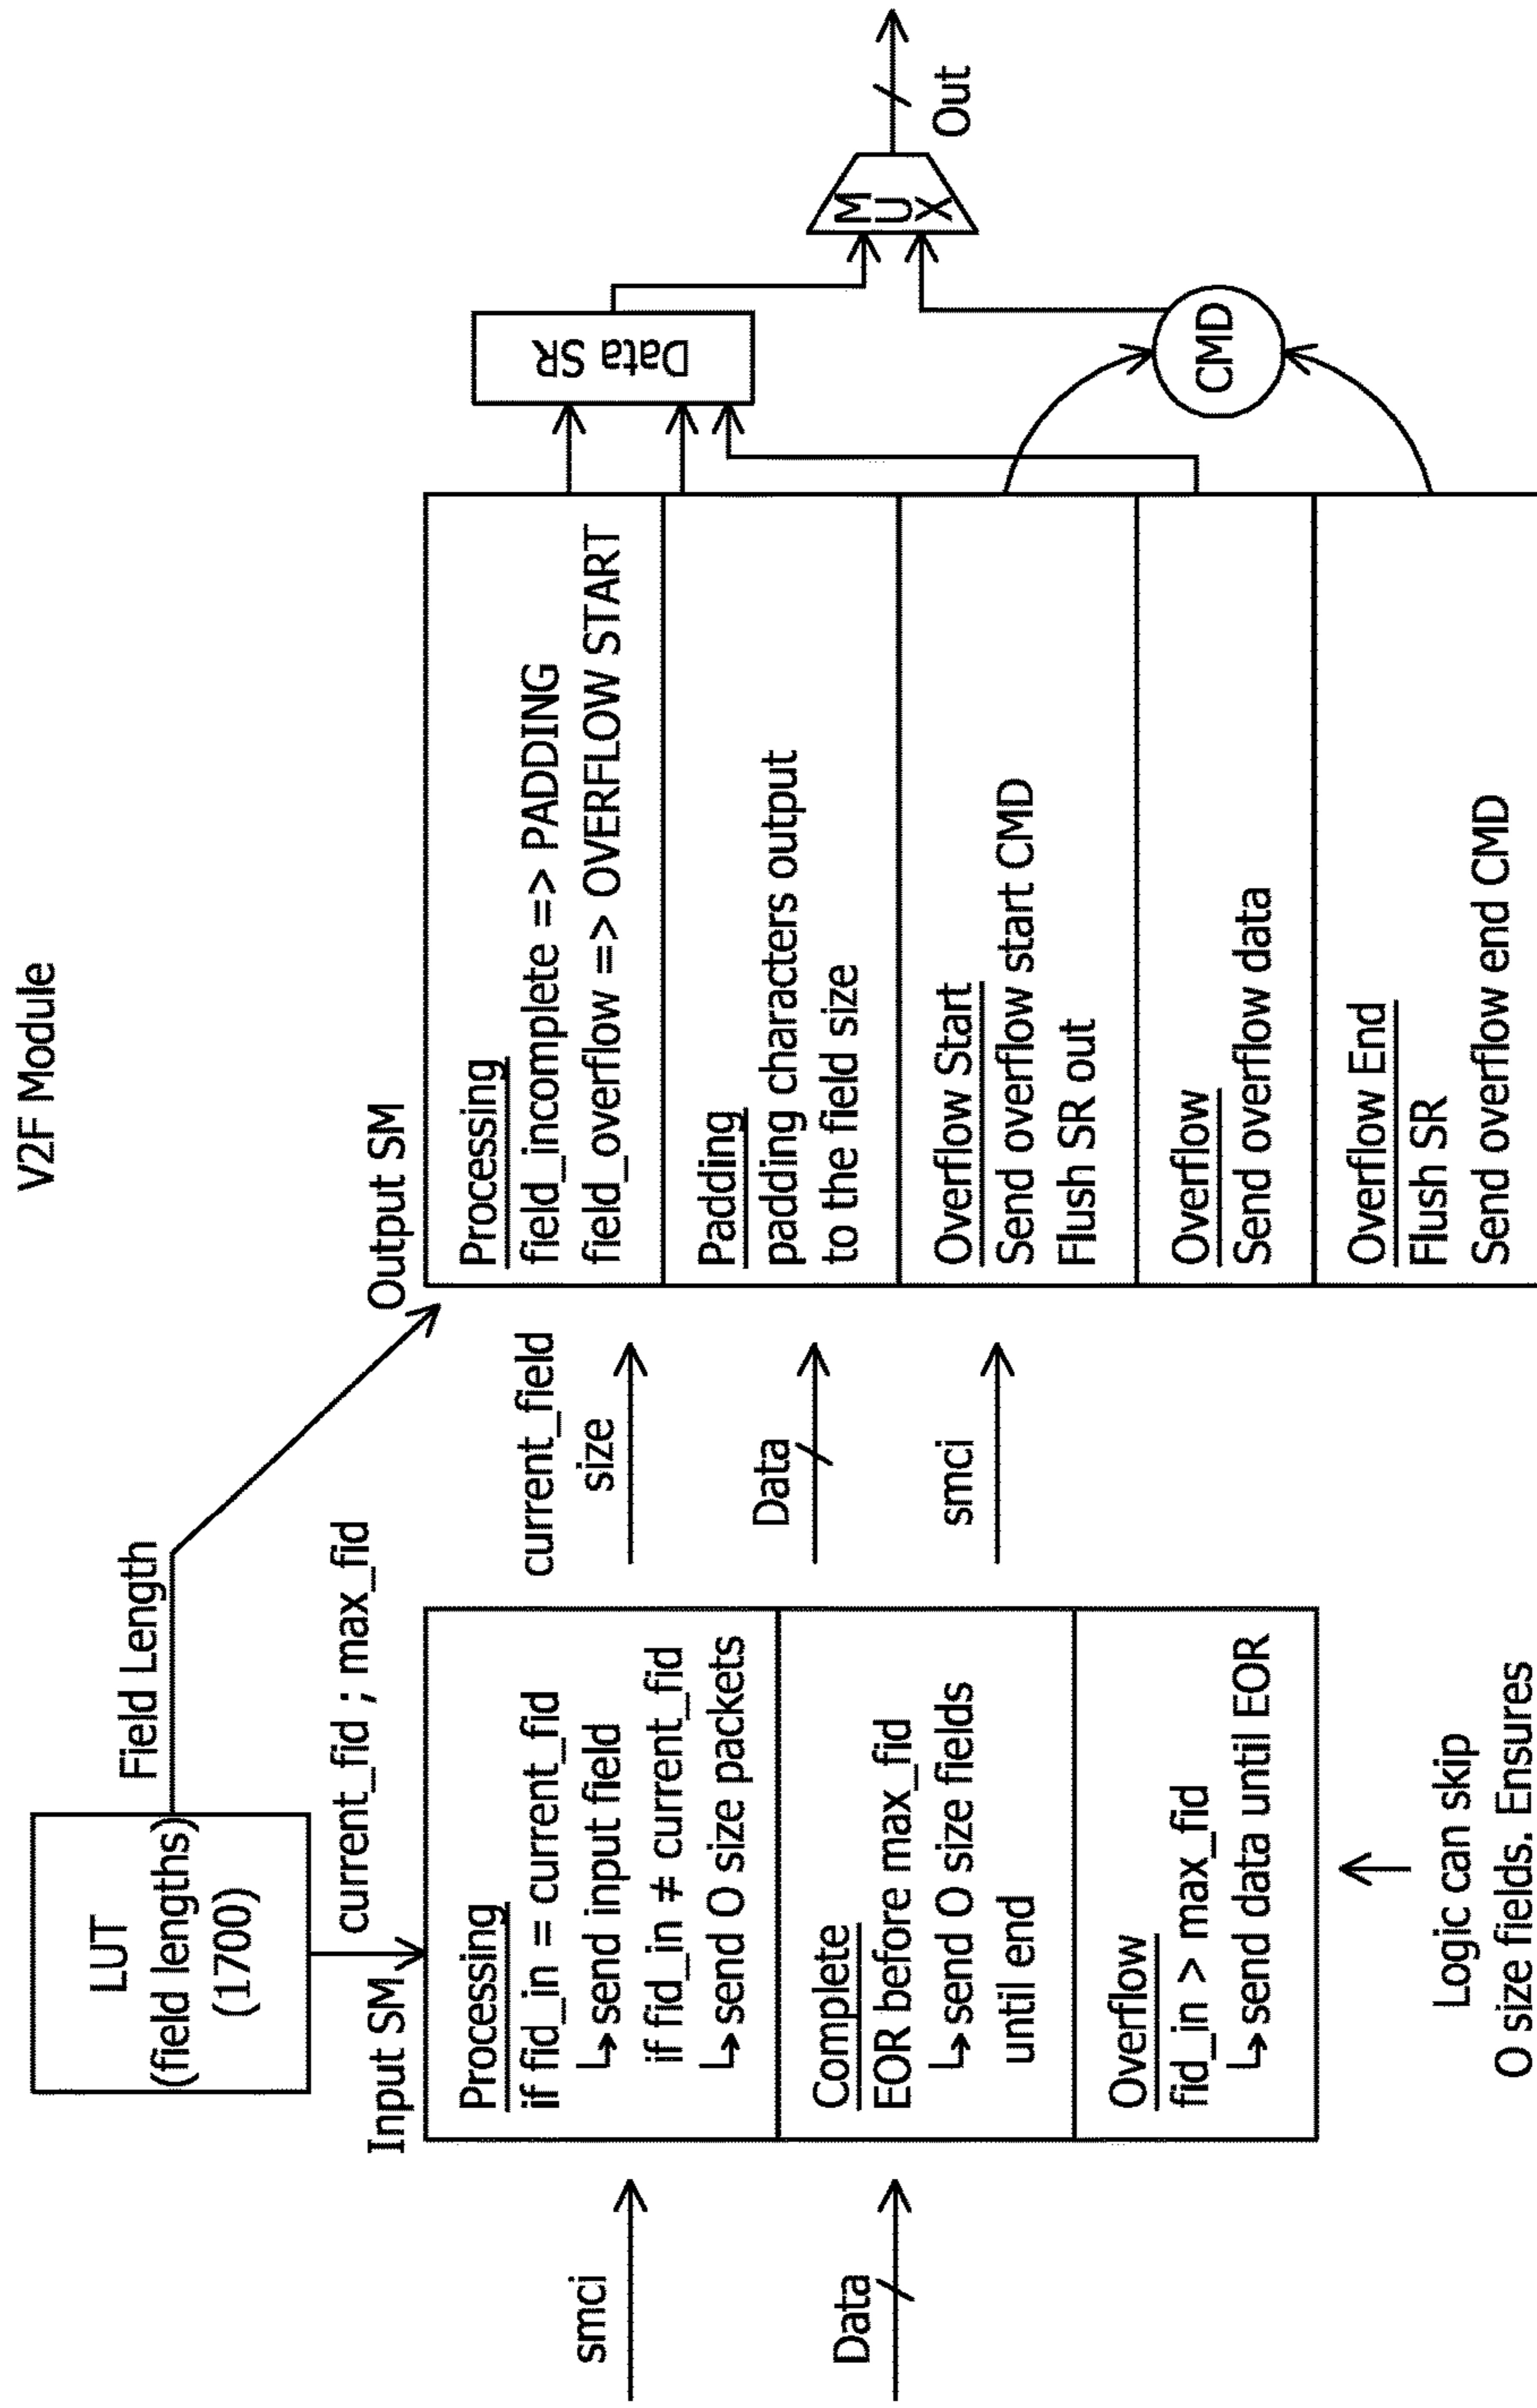 V2F Module
LUT
(field lengths)
(1700)
Field Length
current_fid ; max_fid
Input SM
smci
Data
Processing
if fid_in = current_fid
↳ send input field
if fid_in ≠ current_fid
↳ send O size packets
Complete
EOR before max_fid
↳ send O size fields
until end
Overflow
fid_in > max_fid
↳ send data until EOR
Logic can skip
O size fields. Ensures
current_field
size
Data
smci
Output SM
Processing
field_incomplete => PADDING
field_overflow => OVERFLOW START
Padding
padding characters output
to the field size
Overflow Start
Send overflow start CMD
Flush SR out
Overflow
Send overflow data
Overflow End
Flush SR
Send overflow end CMD
Data SR
CMD
MUX
Out